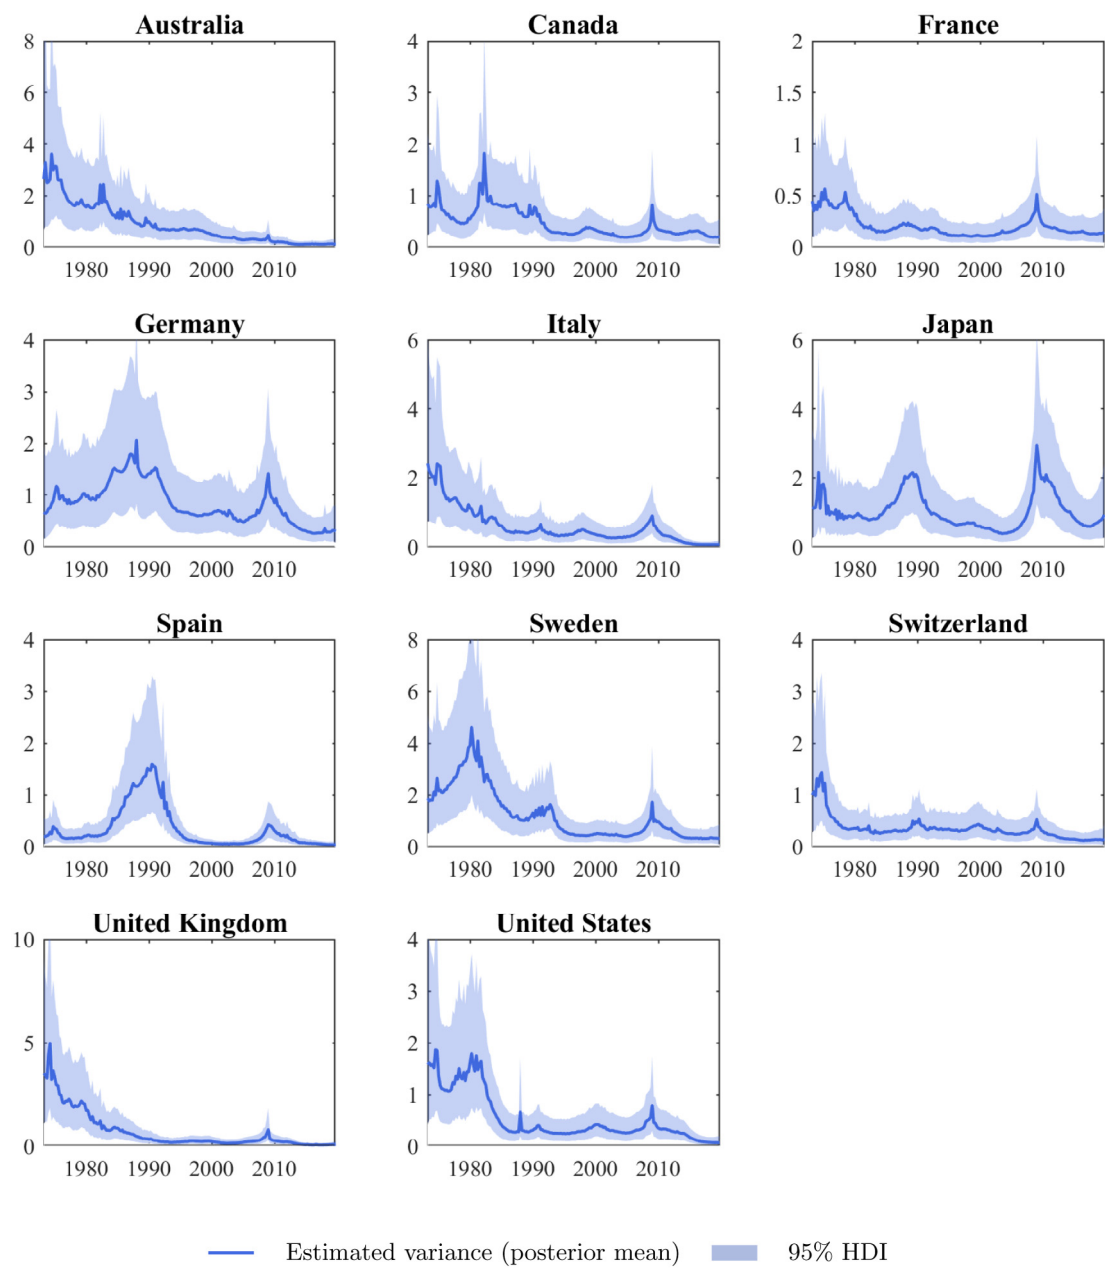 Australia
8
6
4
2
0
1980 1990 2000 2010
Canada
4
3
2
1
0
1980 1990 2000 2010
France
2
1.5
1
0.5
0
1980 1990 2000 2010
Germany
4
3
2
1
0
1980 1990 2000 2010
Italy
6
4
2
0
1980 1990 2000 2010
Japan
6
4
2
0
1980 1990 2000 2010
Spain
4
3
2
1
0
1980 1990 2000 2010
Sweden
8
6
4
2
0
1980 1990 2000 2010
Switzerland
4
3
2
1
0
1980 1990 2000 2010
United Kingdom
10
5
0
1980 1990 2000 2010
United States
4
3
2
1
0
1980 1990 2000 2010
Estimated variance (posterior mean) 95% HDI